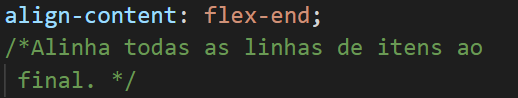 align-content: flex-end;
/*Alinha todas as linhas de itens ao
final. */